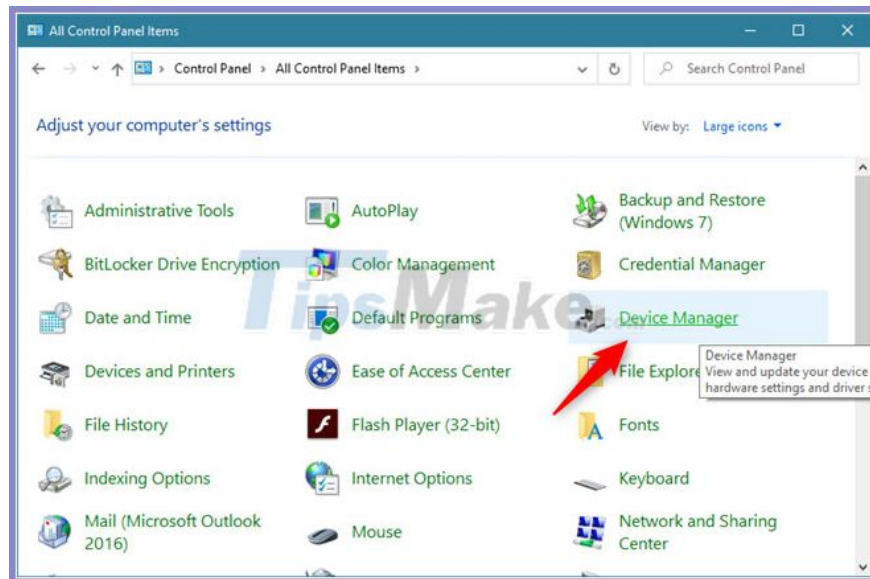 All Control Panel Items
Control Panel > All Control Panel Items >
Search Control Panel
Adjust your computer's settings
View by: Large icons
Administrative Tools
AutoPlay
Backup and Restore
(Windows 7)
BitLocker Drive Encryption
Color Management
Credential Manager
Date and Time
Default Programs
Device Manager
TipsMake.com
Device Manager
View and update your device
hardware settings and driver s
Devices and Printers
Ease of Access Center
File Explore
File History
Flash Player (32-bit)
Fonts
Indexing Options
Internet Options
Keyboard
Mail (Microsoft Outlook
2016)
Mouse
Network and Sharing
Center